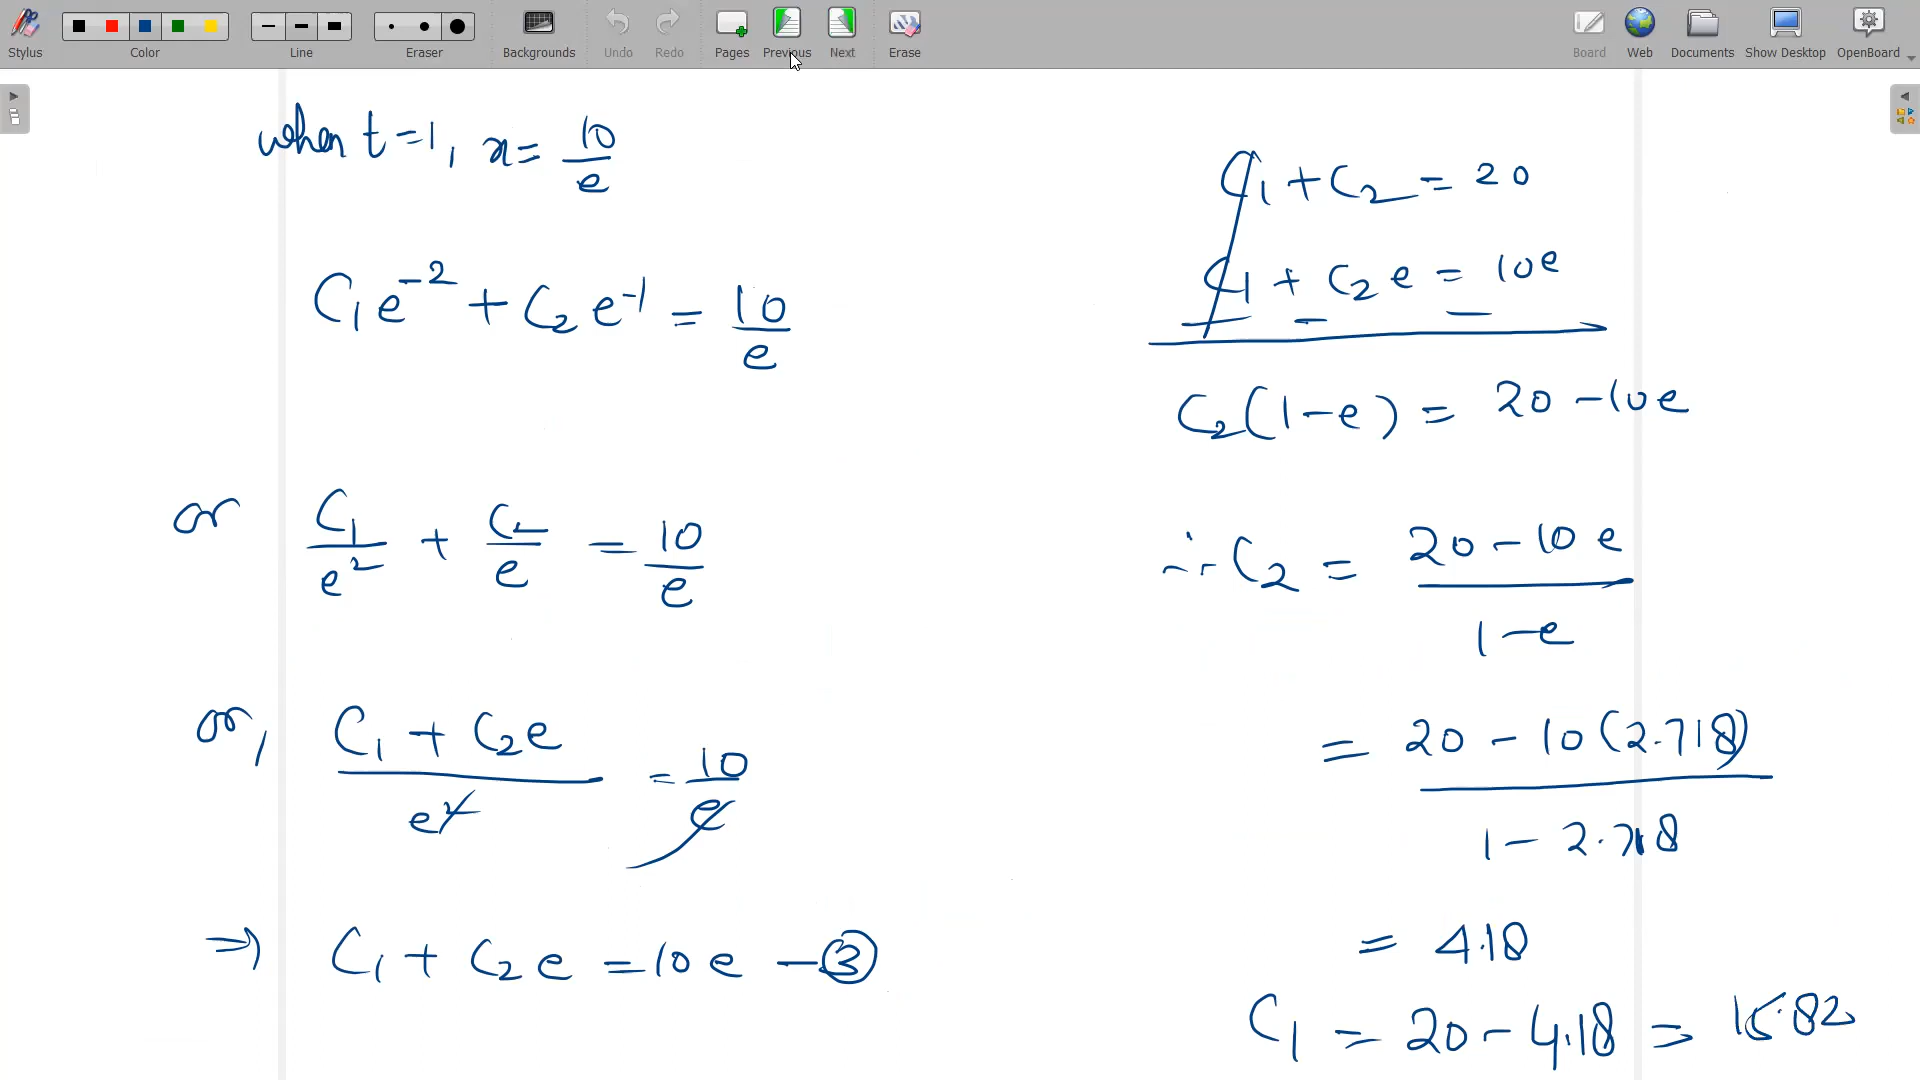 Stylus Color Line Eraser Backgrounds Undo Redo Pages Previous Next Erase Board Web Documents Show Desktop OpenBoard
when t=1, x= 10/e
C₁e⁻² + C₂e⁻¹ = 10/e
or C₁/e² + C₂/e = 10/e
or, (C₁ + C₂e)/e² = 10/e
⇒ C₁ + C₂e = 10e —③
C₁ + C₂ = 20
C₁ + C₂e = 10e
− − −
C₂(1-e) = 20-10e
∴ C₂ = (20-10e)/(1-e)
= (20 - 10(2.718))/(1-2.718)
= 4.18
C₁ = 20 - 4.18 = 15.82